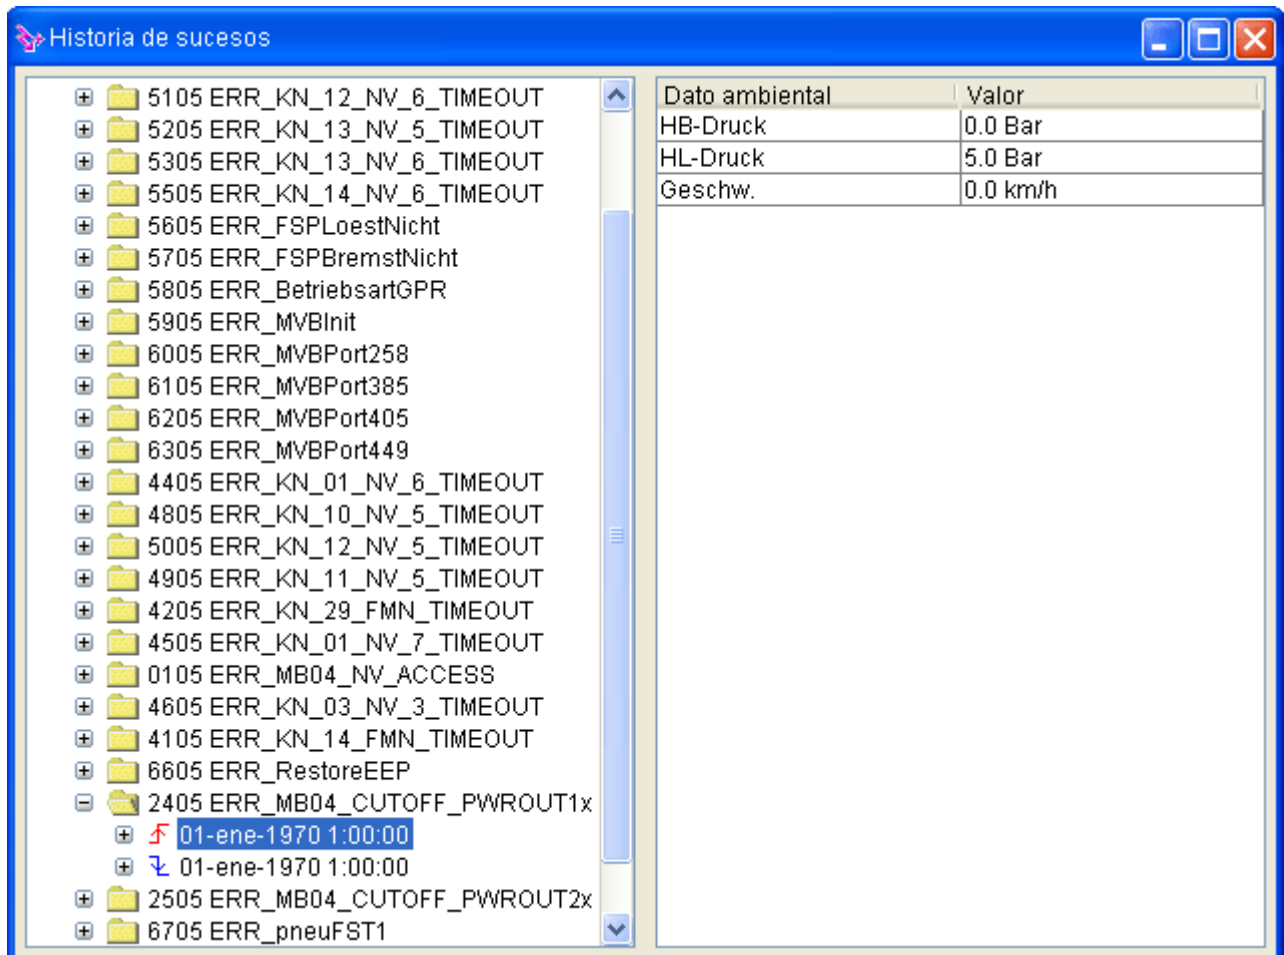 Historia de sucesos
5105 ERR_KN_12_NV_6_TIMEOUT
5205 ERR_KN_13_NV_5_TIMEOUT
5305 ERR_KN_13_NV_6_TIMEOUT
5505 ERR_KN_14_NV_6_TIMEOUT
5605 ERR_FSPLoestNicht
5705 ERR_FSPBremstNicht
5805 ERR_BetriebsartGPR
5905 ERR_MVBInit
6005 ERR_MVBPort258
6105 ERR_MVBPort385
6205 ERR_MVBPort405
6305 ERR_MVBPort449
4405 ERR_KN_01_NV_6_TIMEOUT
4805 ERR_KN_10_NV_5_TIMEOUT
5005 ERR_KN_12_NV_5_TIMEOUT
4905 ERR_KN_11_NV_5_TIMEOUT
4205 ERR_KN_29_FMN_TIMEOUT
4505 ERR_KN_01_NV_7_TIMEOUT
0105 ERR_MB04_NV_ACCESS
4605 ERR_KN_03_NV_3_TIMEOUT
4105 ERR_KN_14_FMN_TIMEOUT
6605 ERR_RestoreEEP
2405 ERR_MB04_CUTOFF_PWROUT1x
01-ene-1970 1:00:00
01-ene-1970 1:00:00
2505 ERR_MB04_CUTOFF_PWROUT2x
6705 ERR_pneuFST1
Dato ambiental Valor
HB-Druck 0.0 Bar
HL-Druck 5.0 Bar
Geschw. 0.0 km/h